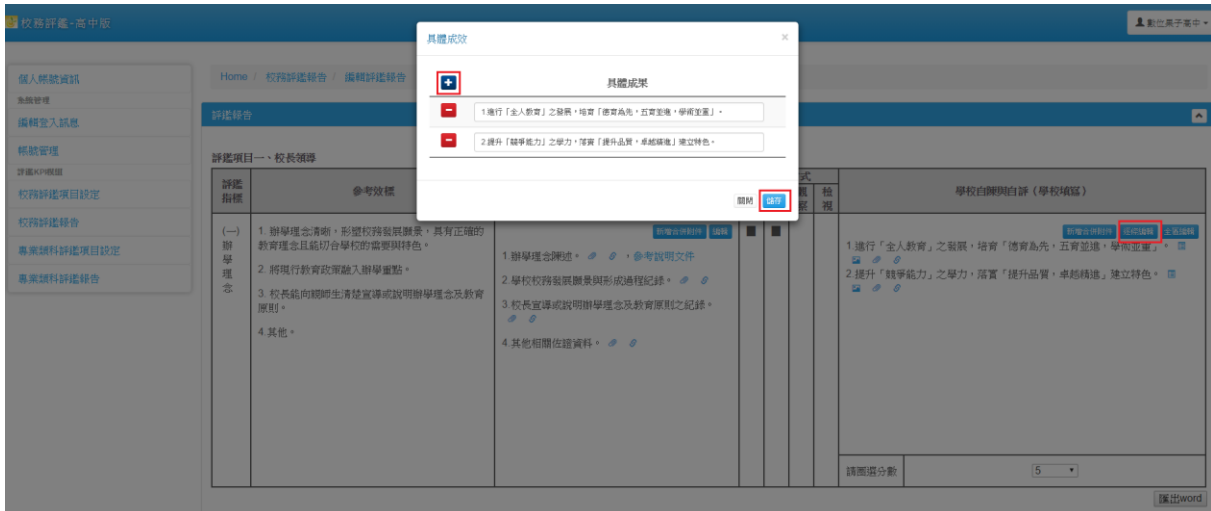 校務評鑑-高中版
數位果子高中
具體成效
×
具體成果
1.進行「全人教育」之發展，培育「德育為先，五育並進，學術並重」。
2.提升「競爭能力」之學力，落實「提升品質，卓越精進」建立特色。
關閉
儲存
個人帳號資訊
系統管理
編輯登入訊息
帳號管理
評鑑KPI模組
校務評鑑項目設定
校務評鑑報告
專業類科評鑑項目設定
專業類科評鑑報告
Home / 校務評鑑報告 / 編輯評鑑報告
評鑑報告
評鑑項目一、校長領導
評鑑
指標
參考效標
式
觀
察
檢
視
學校自陳與自評（學校填寫）
(一)
辦
學
理
念
1. 辦學理念清晰，形塑校務發展願景，具有正確的
教育理念且能切合學校的需要與特色。
2. 將現行教育政策融入辦學重點。
3. 校長能向親師生清楚宣導或說明辦學理念及教育
原則。
4.其他。
新增合併附件 編輯
1.辦學理念陳述。 ，參考說明文件
2.學校校務發展願景與形成過程紀錄。
3.校長宣導或說明辦學理念及教育原則之記錄。
4.其他相關佐證資料。
新增合併附件 逐條編輯 全張編輯
1.進行「全人教育」之發展，培育「德育為先，五育並進，學術並重」。
2.提升「競爭能力」之學力，落實「提升品質，卓越精進」建立特色。
請圈選分數
5
匯出word